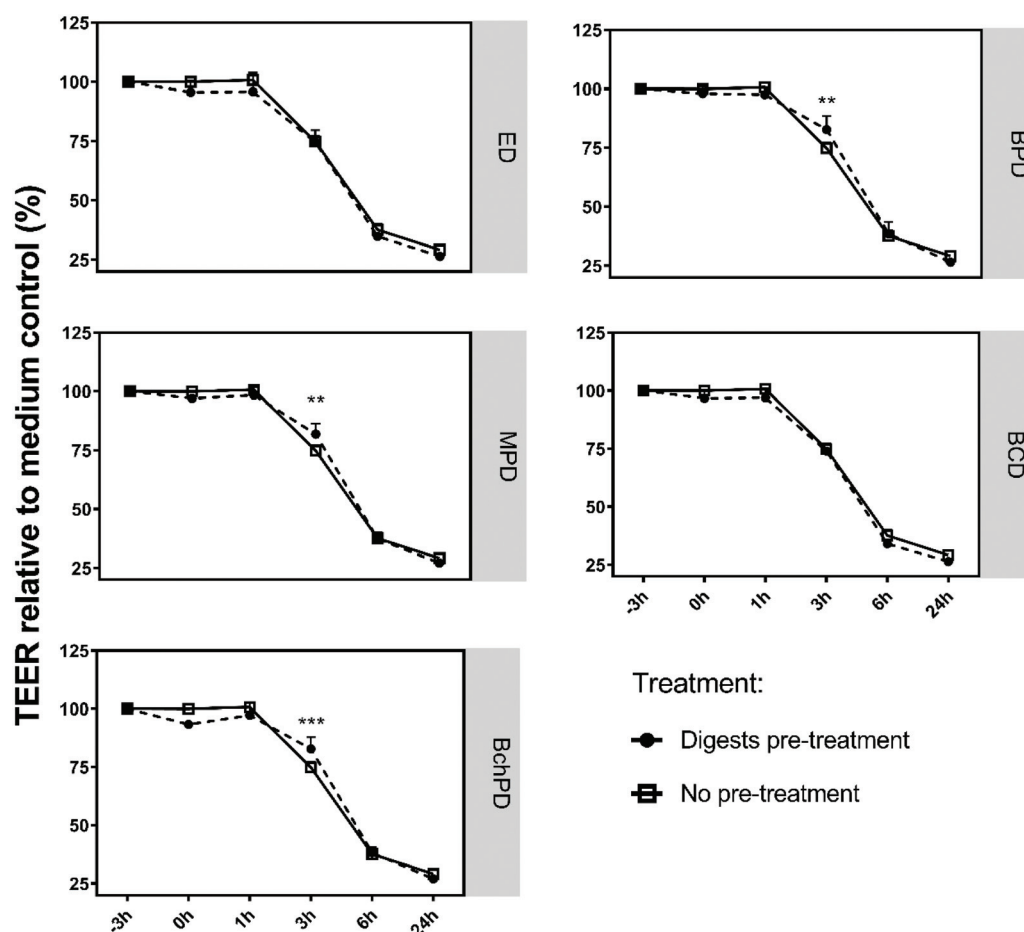 TEER relative to medium control (%)
125
100
75
50
25
ED
125
100
75
50
25
**
BPD
125
100
75
50
25
**
MPD
125
100
75
50
25
-3h 0h 1h 3h 6h 24h
BCD
125
100
75
50
25
***
-3h 0h 1h 3h 6h 24h
BchPD
Treatment:
Digests pre-treatment
No pre-treatment